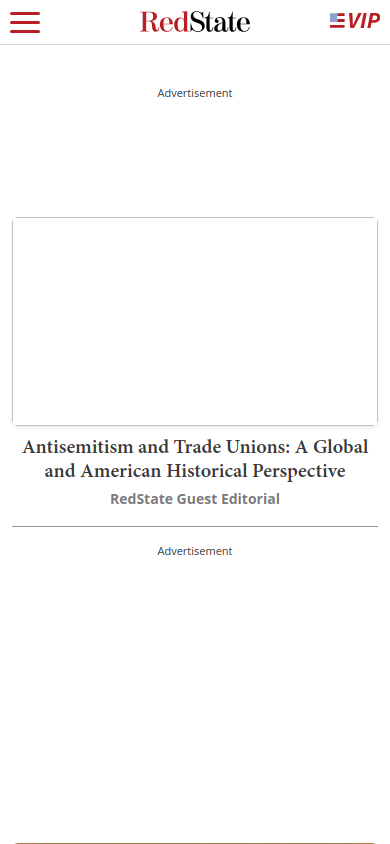 RedState
VIP
Advertisement
Antisemitism and Trade Unions: A Global
and American Historical Perspective
RedState Guest Editorial
Advertisement